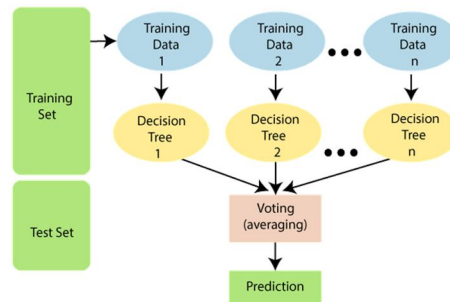 Training
Data
1
Training
Data
2
Training
Data
n
Training
Set
Decision
Tree
1
Decision
Tree
2
Decision
Tree
n
Test Set
Voting
(averaging)
Prediction